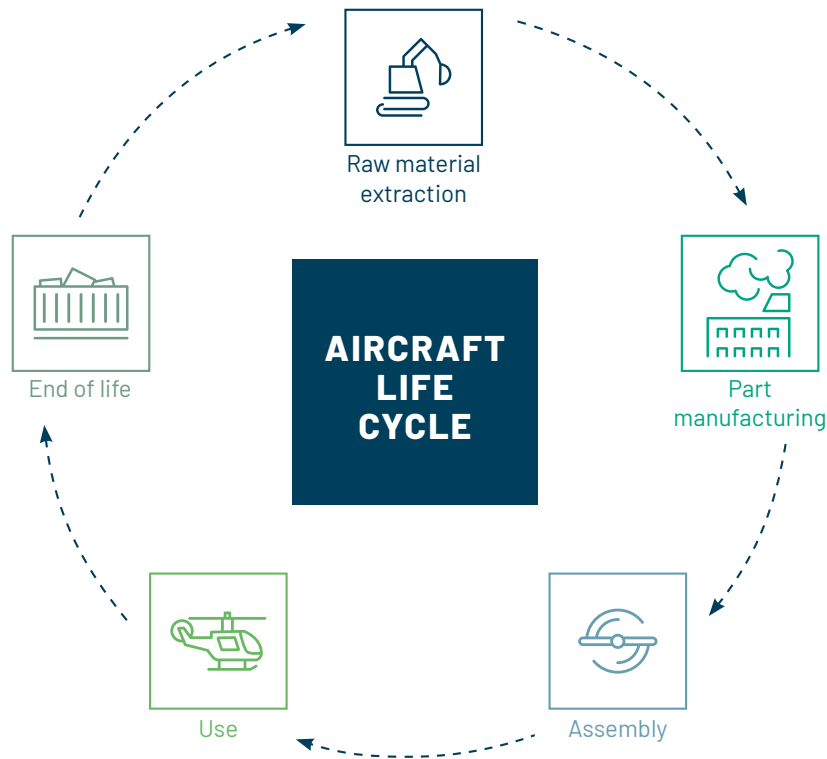 Raw material
extraction
Part
manufacturing
Assembly
Use
End of life
AIRCRAFT
LIFE
CYCLE